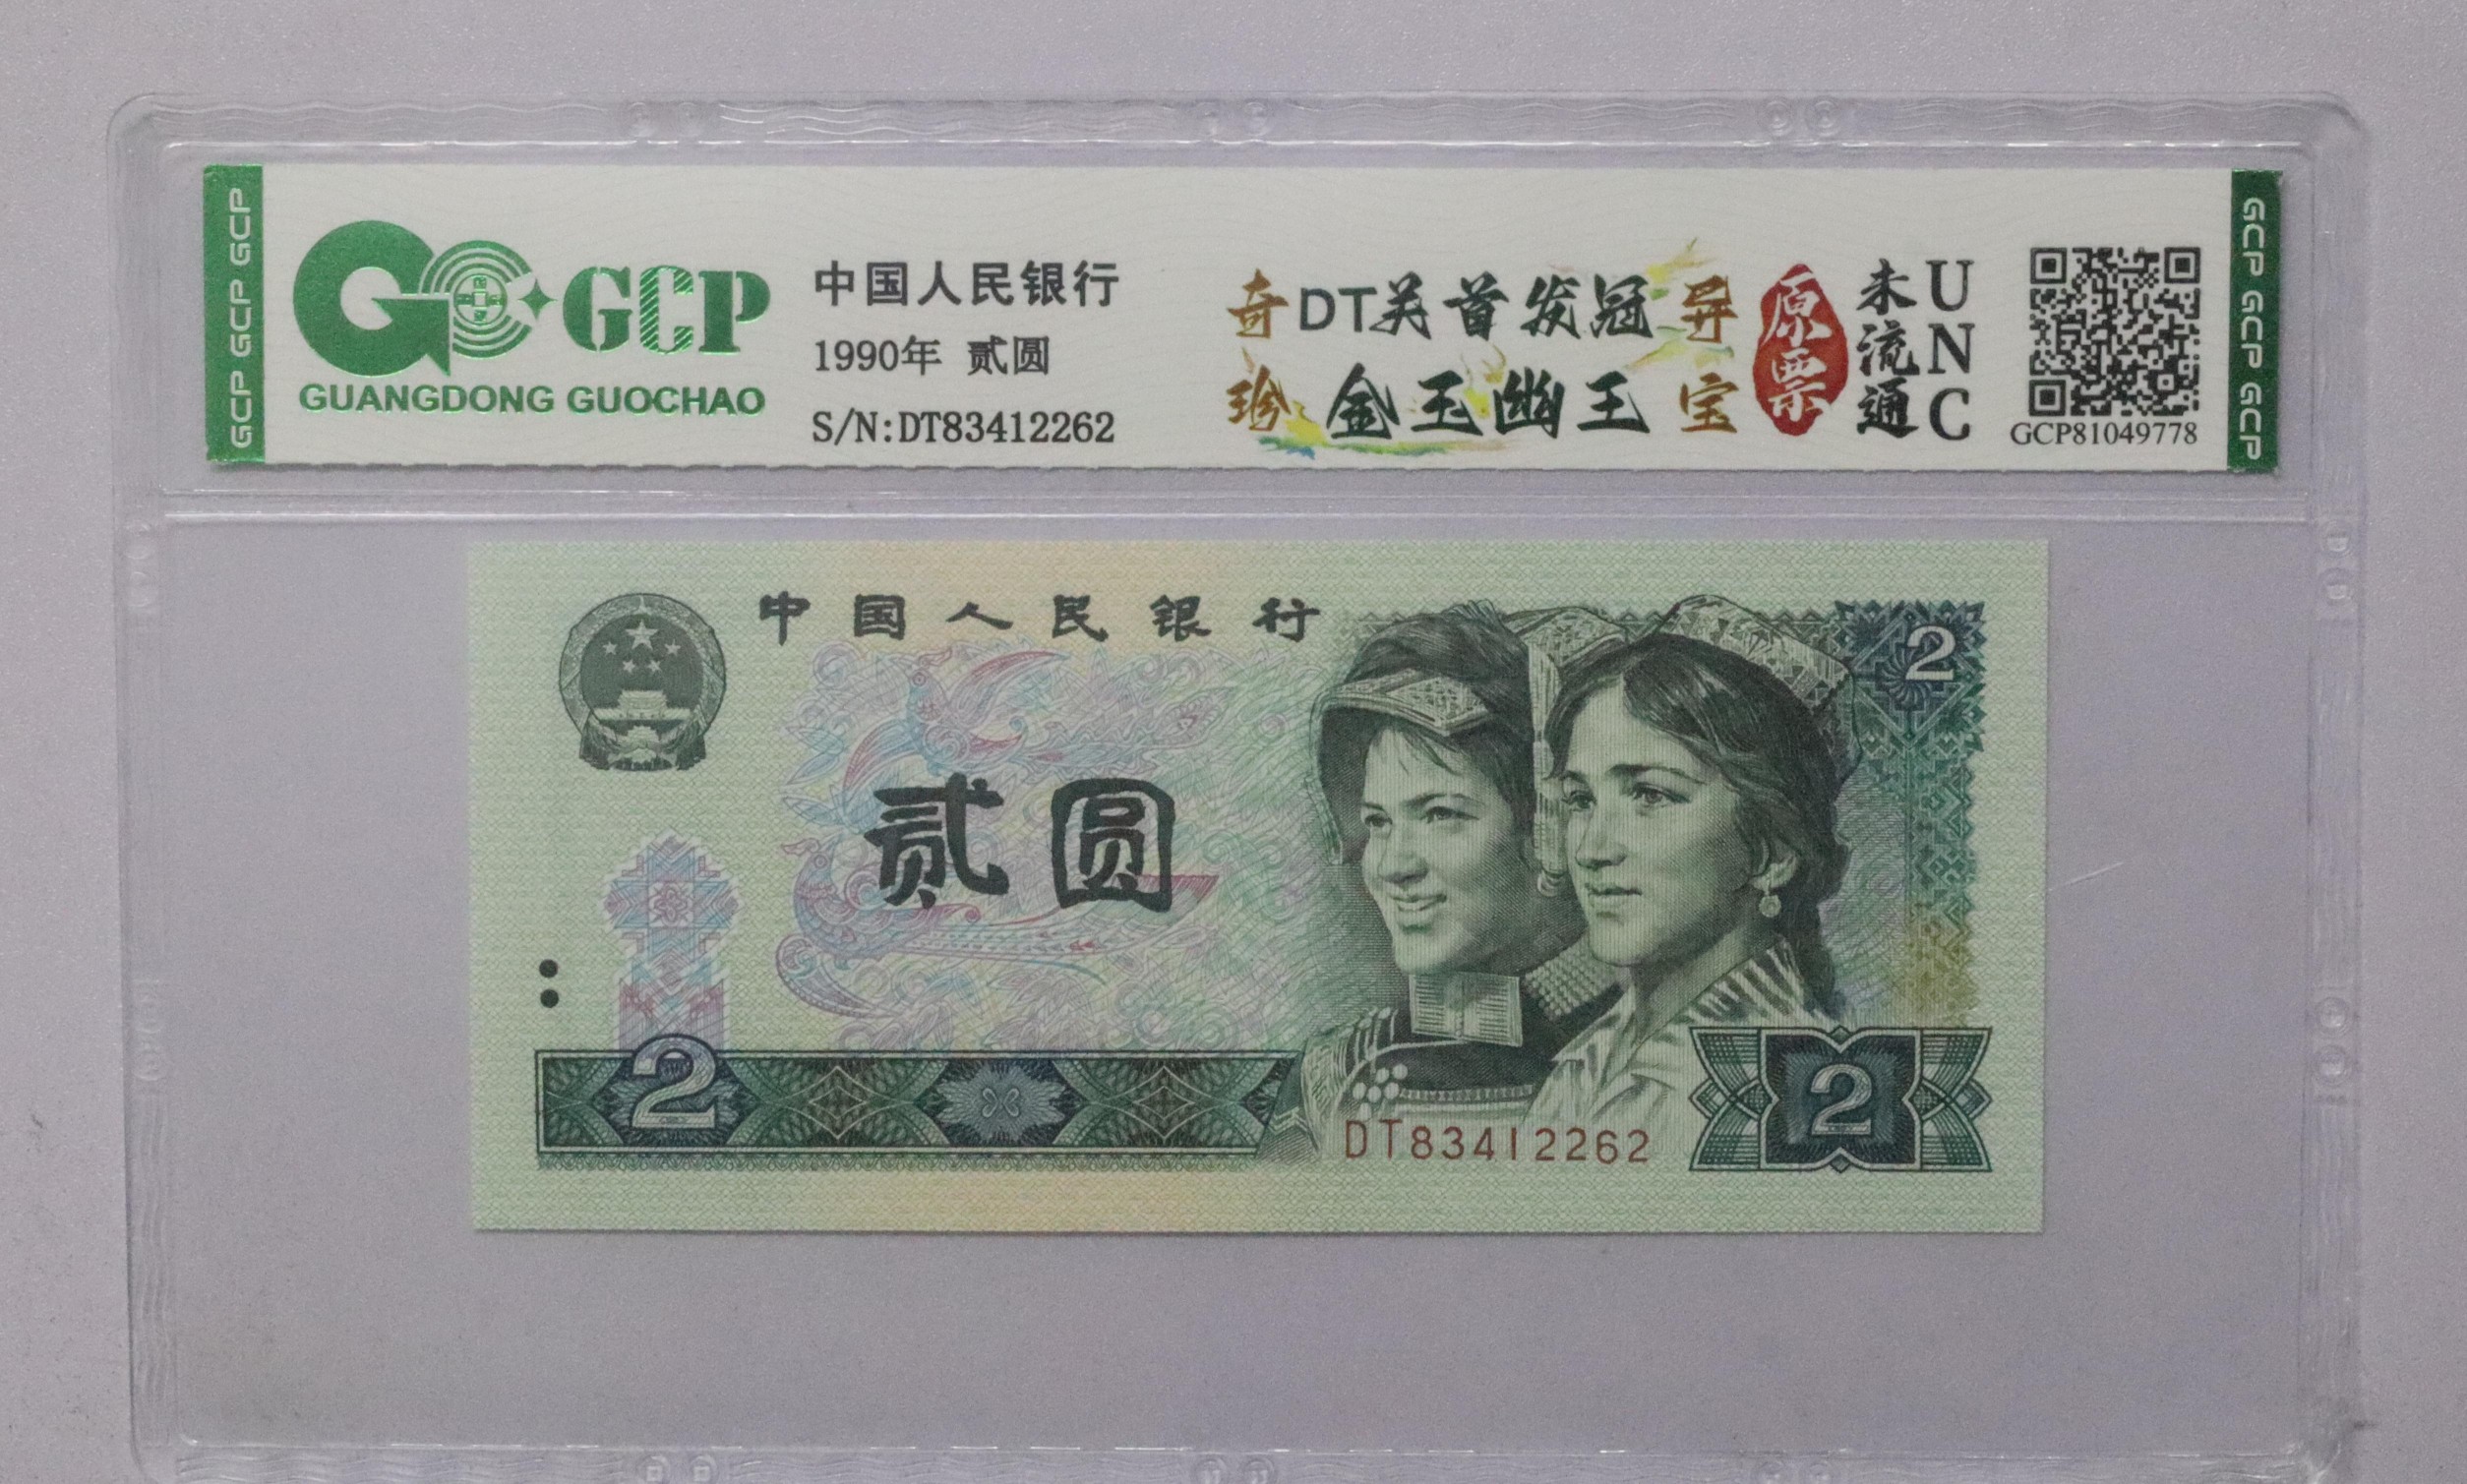 GCP GCP GCP
GCP
GUANGDONG GUOCHAO
中国人民银行
1990年 贰圆
S/N:DT83412262
奇珍
DT关首发冠
金玉幽王
异宝
原票
未流通
UNC
GCP81049778
GCP GCP GCP
中国人民银行
2
贰圆
2
DT83412262
2